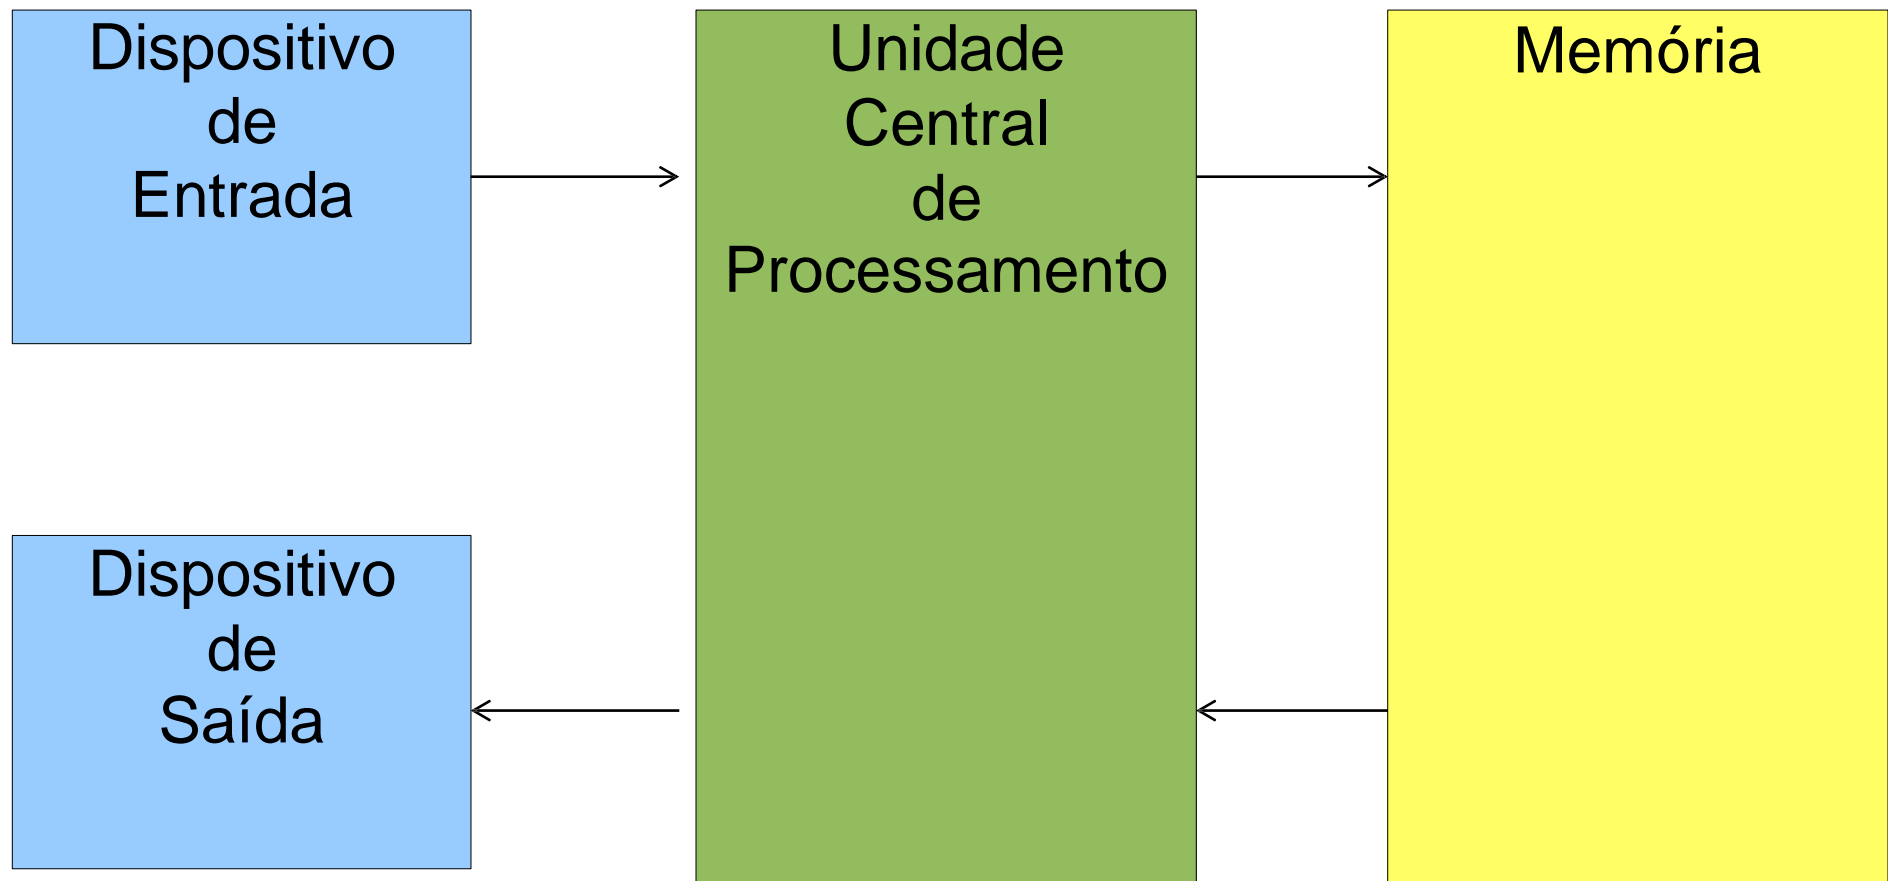 Dispositivo
de
Entrada
Unidade
Central
de
Processamento
Memória
Dispositivo
de
Saída